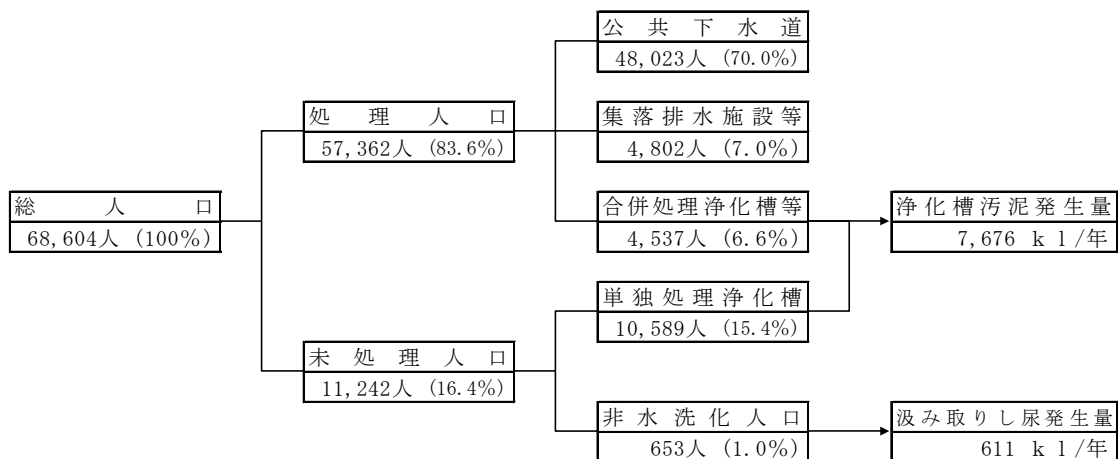 公共下水道
48,023人 (70.0%)
処理人口
57,362人 (83.6%)
集落排水施設等
4,802人 (7.0%)
総人口
68,604人 (100%)
合併処理浄化槽等
4,537人 (6.6%)
浄化槽汚泥発生量
7,676 kl/年
単独処理浄化槽
10,589人 (15.4%)
未処理人口
11,242人 (16.4%)
非水洗化人口
653人 (1.0%)
汲み取りし尿発生量
611 kl/年